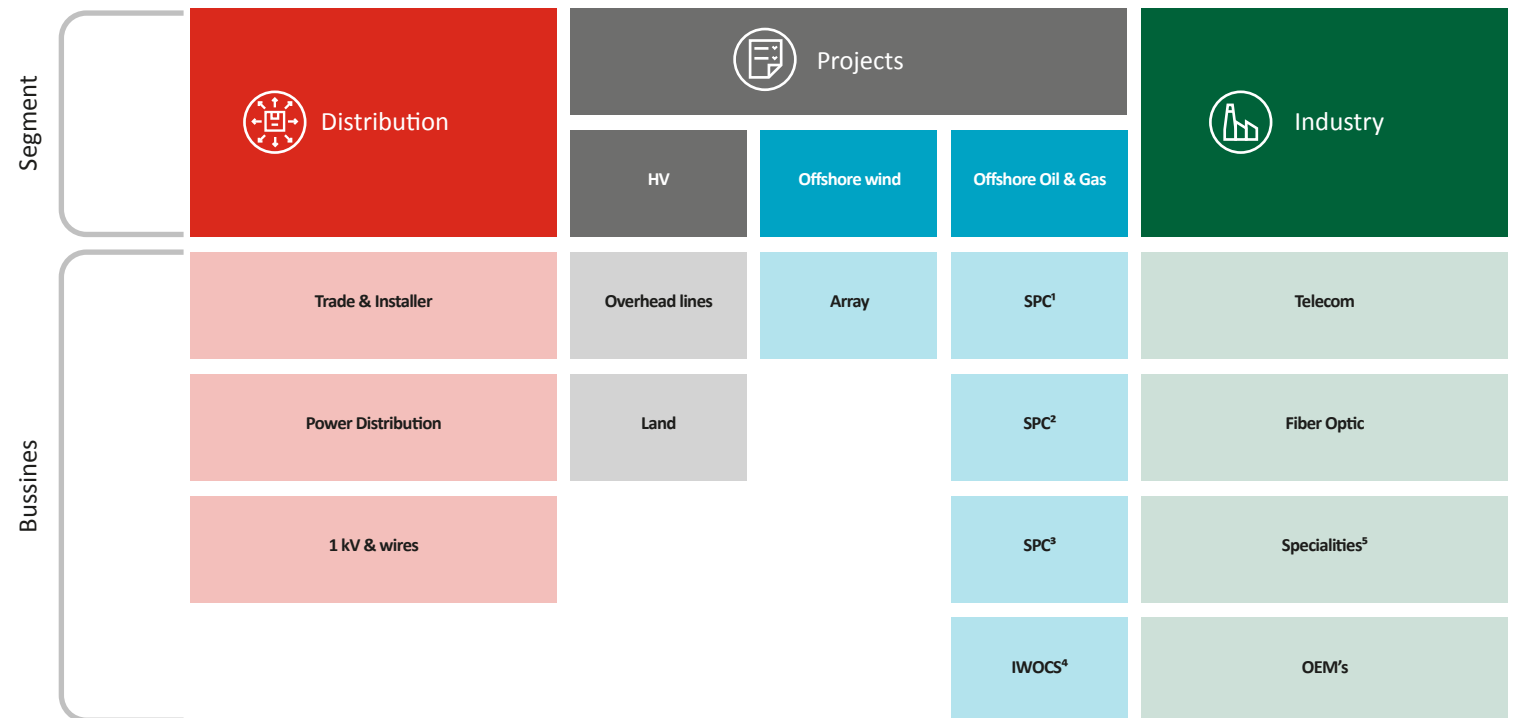 Segment
Distribution
Projects
Industry
HV
Offshore wind
Offshore Oil & Gas
Bussines
Trade & Installer
Overhead lines
Array
SPC¹
Telecom
Power Distribution
Land
SPC²
Fiber Optic
1 kV & wires
SPC³
Specialities⁵
IWOCS⁴
OEM’s